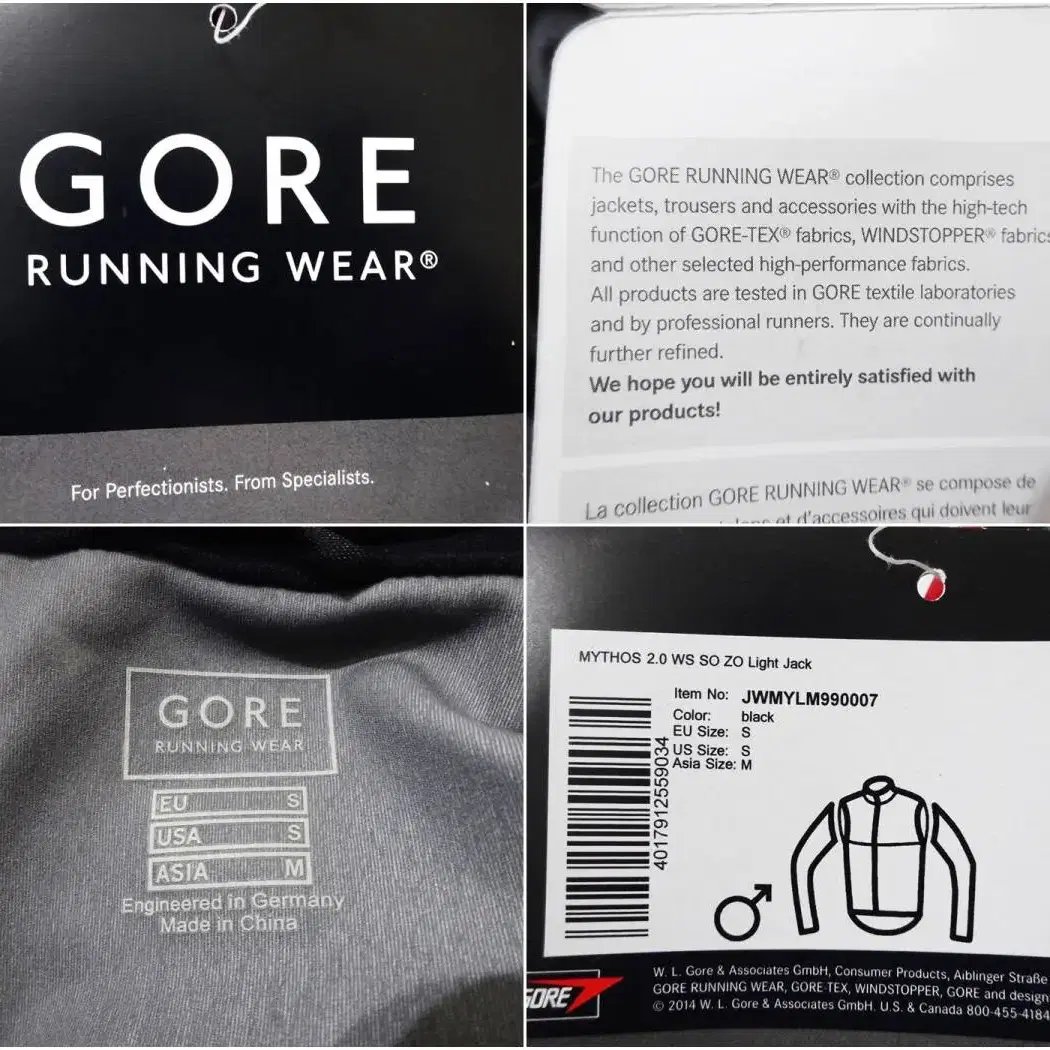 GORE
RUNNING WEAR®
For Perfectionists. From Specialists.
The GORE RUNNING WEAR® collection comprises
jackets, trousers and accessories with the high-tech
function of GORE-TEX® fabrics, WINDSTOPPER® fabrics
and other selected high-performance fabrics.
All products are tested in GORE textile laboratories
and by professional runners. They are continually
further refined.
We hope you will be entirely satisfied with
our products!
La collection GORE RUNNING WEAR® se compose de
et d'accessoires qui doivent leur
GORE
RUNNING WEAR
EU S
USA S
ASIA M
Engineered in Germany
Made in China
MYTHOS 2.0 WS SO ZO Light Jack
Item No: JWMYLM990007
Color: black
EU Size: S
US Size: S
Asia Size: M
4017912559034
GORE
W. L. Gore & Associates GmbH, Consumer Products, Aiblinger Straße
GORE RUNNING WEAR, GORE-TEX, WINDSTOPPER, GORE and design
© 2014 W. L. Gore & Associates GmbH. U.S. & Canada 800-455-4184